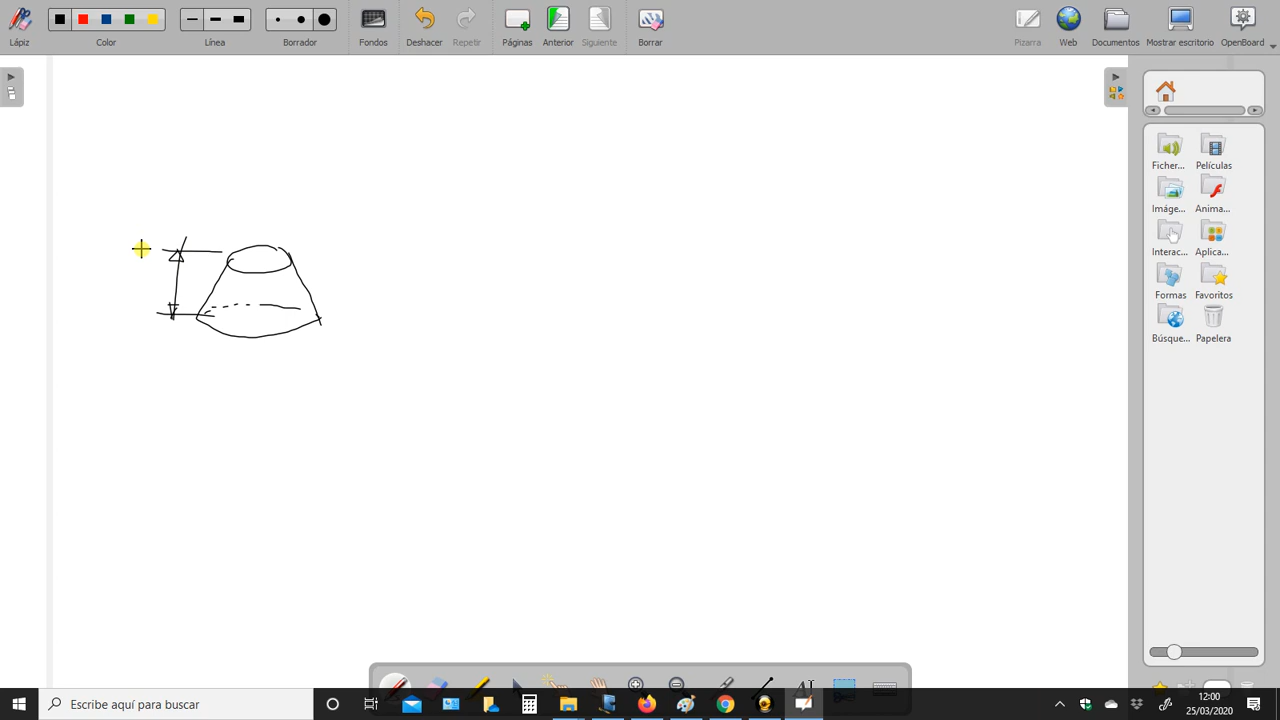 Lápiz
Color
Línea
Borrador
Fondos
Deshacer
Repetir
Páginas
Anterior
Siguiente
Borrar
Pizarra
Web
Documentos
Mostrar escritorio
OpenBoard
Ficher...
Películas
Imáge...
Anima...
Interac...
Aplica...
Formas
Favoritos
Búsque...
Papelera
Escribe aquí para buscar
12:00
25/03/2020